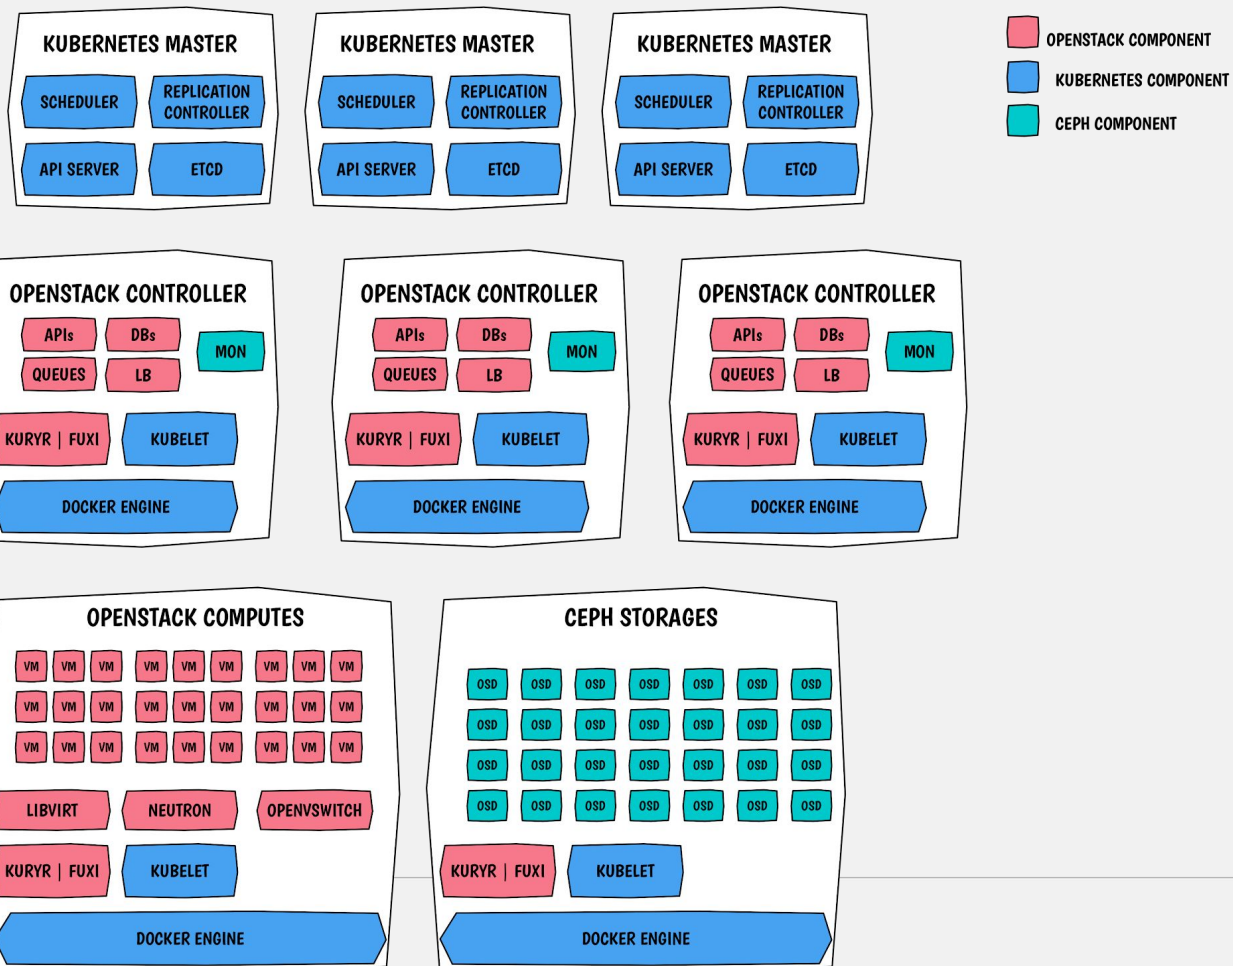 KUBERNETES MASTER
SCHEDULER
REPLICATION
CONTROLLER
API SERVER
ETCD
KUBERNETES MASTER
SCHEDULER
REPLICATION
CONTROLLER
API SERVER
ETCD
KUBERNETES MASTER
SCHEDULER
REPLICATION
CONTROLLER
API SERVER
ETCD
OPENSTACK COMPONENT
KUBERNETES COMPONENT
CEPH COMPONENT
OPENSTACK CONTROLLER
APIs
DBs
MON
QUEUES
LB
KURYR | FUXI
KUBELET
DOCKER ENGINE
OPENSTACK CONTROLLER
APIs
DBs
MON
QUEUES
LB
KURYR | FUXI
KUBELET
DOCKER ENGINE
OPENSTACK CONTROLLER
APIs
DBs
MON
QUEUES
LB
KURYR | FUXI
KUBELET
DOCKER ENGINE
OPENSTACK COMPUTES
VM VM VM VM VM VM VM VM VM
VM VM VM VM VM VM VM VM VM
VM VM VM VM VM VM VM VM VM
LIBVIRT
NEUTRON
OPENVSWITCH
KURYR | FUXI
KUBELET
DOCKER ENGINE
CEPH STORAGES
OSD OSD OSD OSD OSD OSD OSD
OSD OSD OSD OSD OSD OSD OSD
OSD OSD OSD OSD OSD OSD OSD
OSD OSD OSD OSD OSD OSD OSD
KURYR | FUXI
KUBELET
DOCKER ENGINE